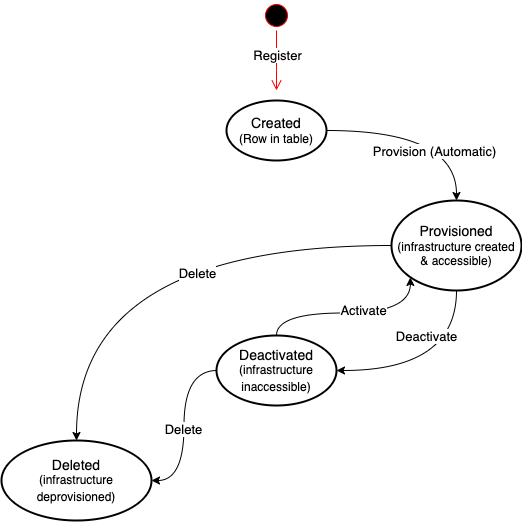 Register
Created
(Row in table)
Provision (Automatic)
Provisioned
(infrastructure created
& accessible)
Delete
Activate
Deactivate
Deactivated
(infrastructure
inaccessible)
Delete
Deleted
(infrastructure
deprovisioned)